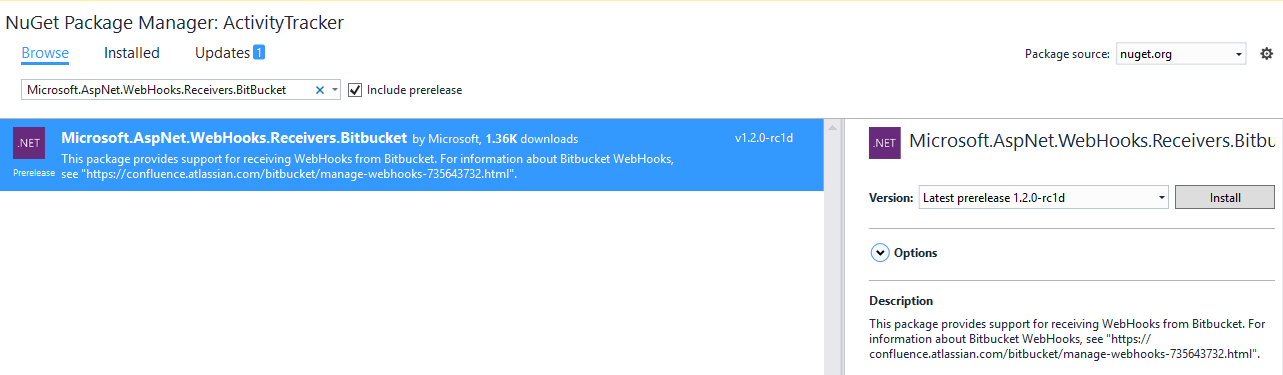 NuGet Package Manager: ActivityTracker
Browse Installed Updates 1
Package source: nuget.org
Microsoft.AspNet.WebHooks.Receivers.BitBucket Include prerelease
.NET
Prerelease
Microsoft.AspNet.WebHooks.Receivers.Bitbucket by Microsoft, 1.36K downloads v1.2.0-rc1d
This package provides support for receiving WebHooks from Bitbucket. For information about Bitbucket WebHooks,
see "https://confluence.atlassian.com/bitbucket/manage-webhooks-735643732.html".
.NET Microsoft.AspNet.WebHooks.Receivers.Bitbu
Version: Latest prerelease 1.2.0-rc1d Install
Options
Description
This package provides support for receiving WebHooks from Bitbucket. For
information about Bitbucket WebHooks, see "https://
confluence.atlassian.com/bitbucket/manage-webhooks-735643732.html".